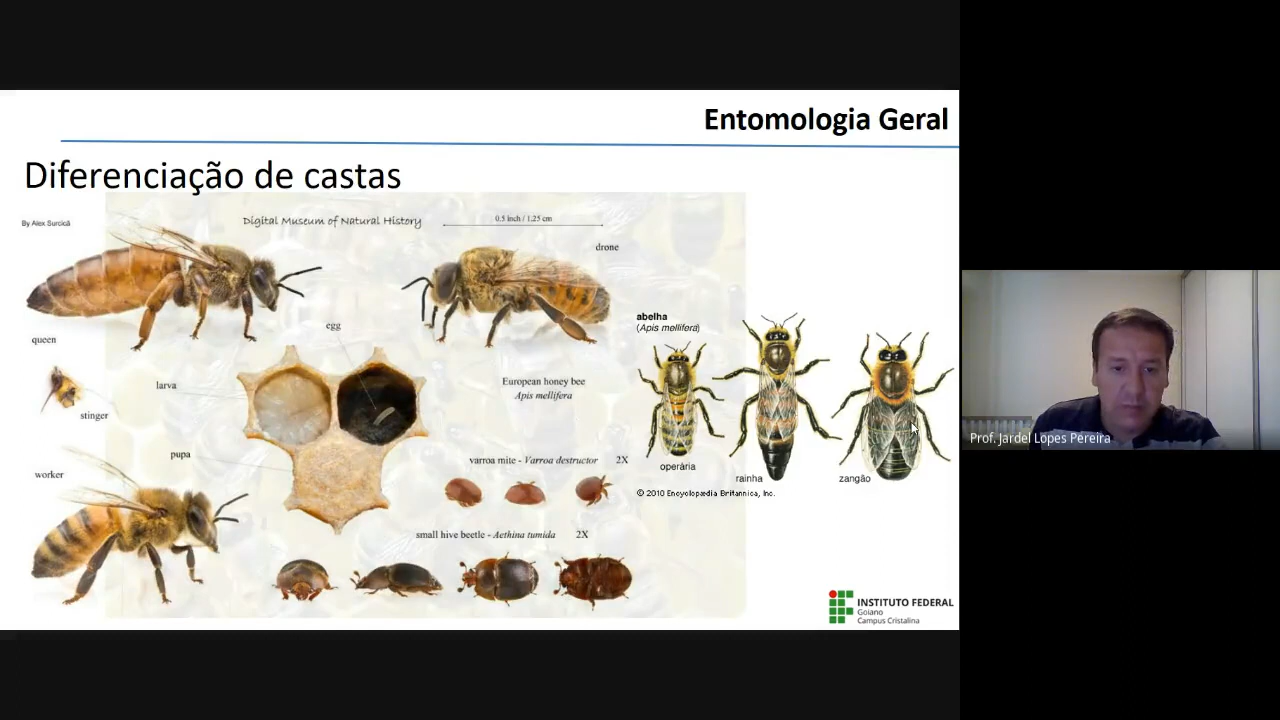 Entomologia Geral
Diferenciação de castas
By Alex Surcică
Digital Museum of Natural History
0.5 inch / 1,25 cm
drone
egg
queen
abelha
(Apis mellifera)
larva
European honey bee
Apis mellifera
stinger
pupa
varroa mite - Varroa destructor 2X
worker
operária
rainha
zangão
© 2010 Encyclopædia Britannica, Inc.
small hive beetle - Aethina tumida 2X
INSTITUTO FEDERAL
Goiano
Campus Cristalina
Prof. Jardel Lopes Pereira